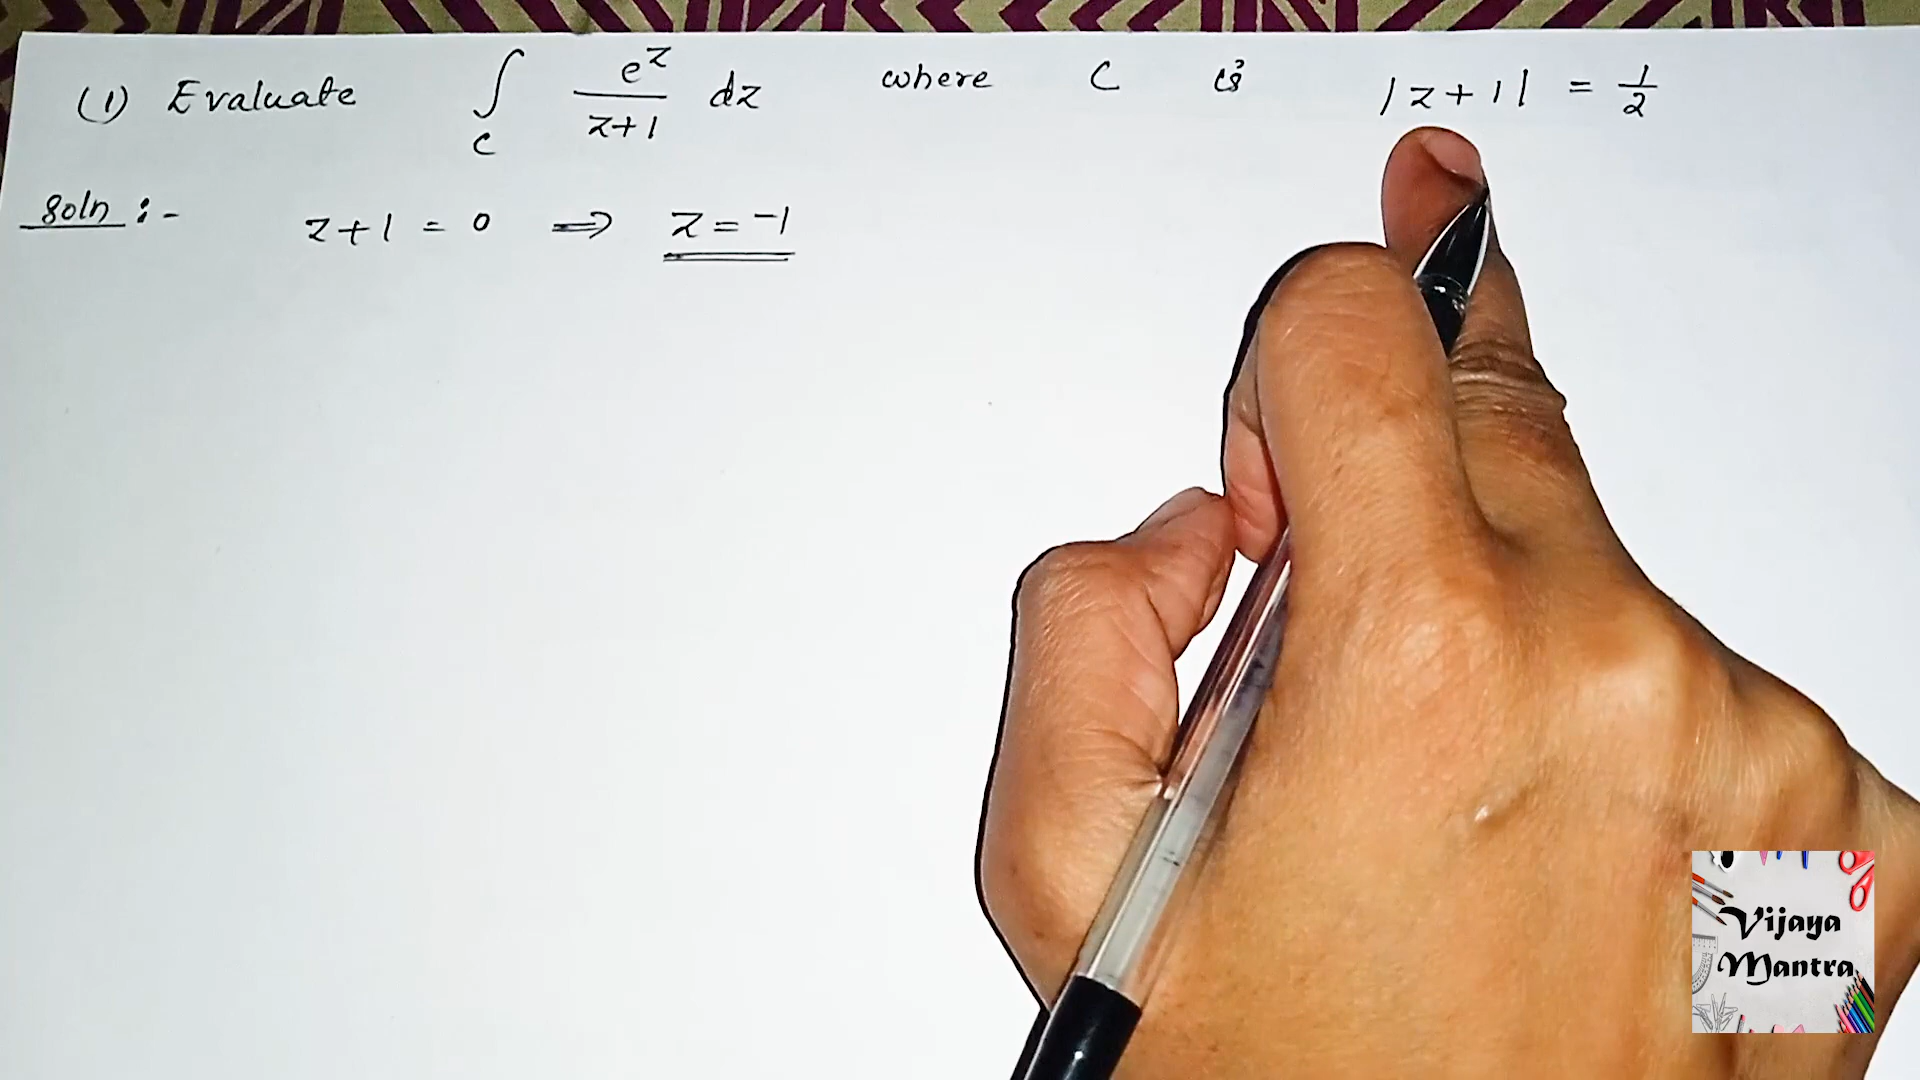 (1) Evaluate ∫_C e^z/(z+1) dz where C is |z+1| = 1/2
Soln :- z+1 = 0 ⇒ z = -1
Vijaya
Mantra